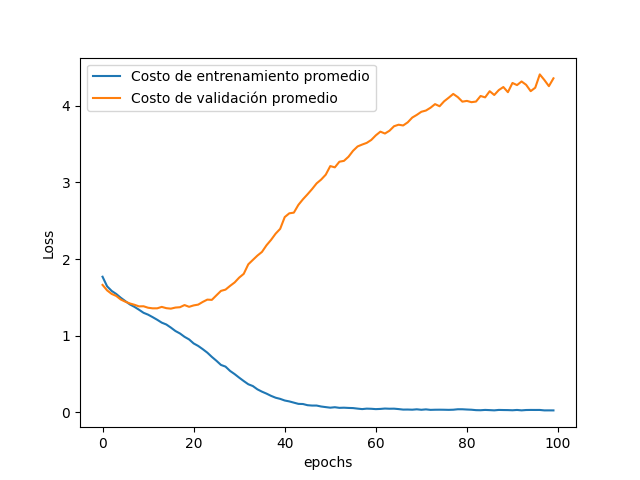 Costo de entrenamiento promedio
Costo de validación promedio
Loss
4
3
2
1
0
0 20 40 60 80 100
epochs